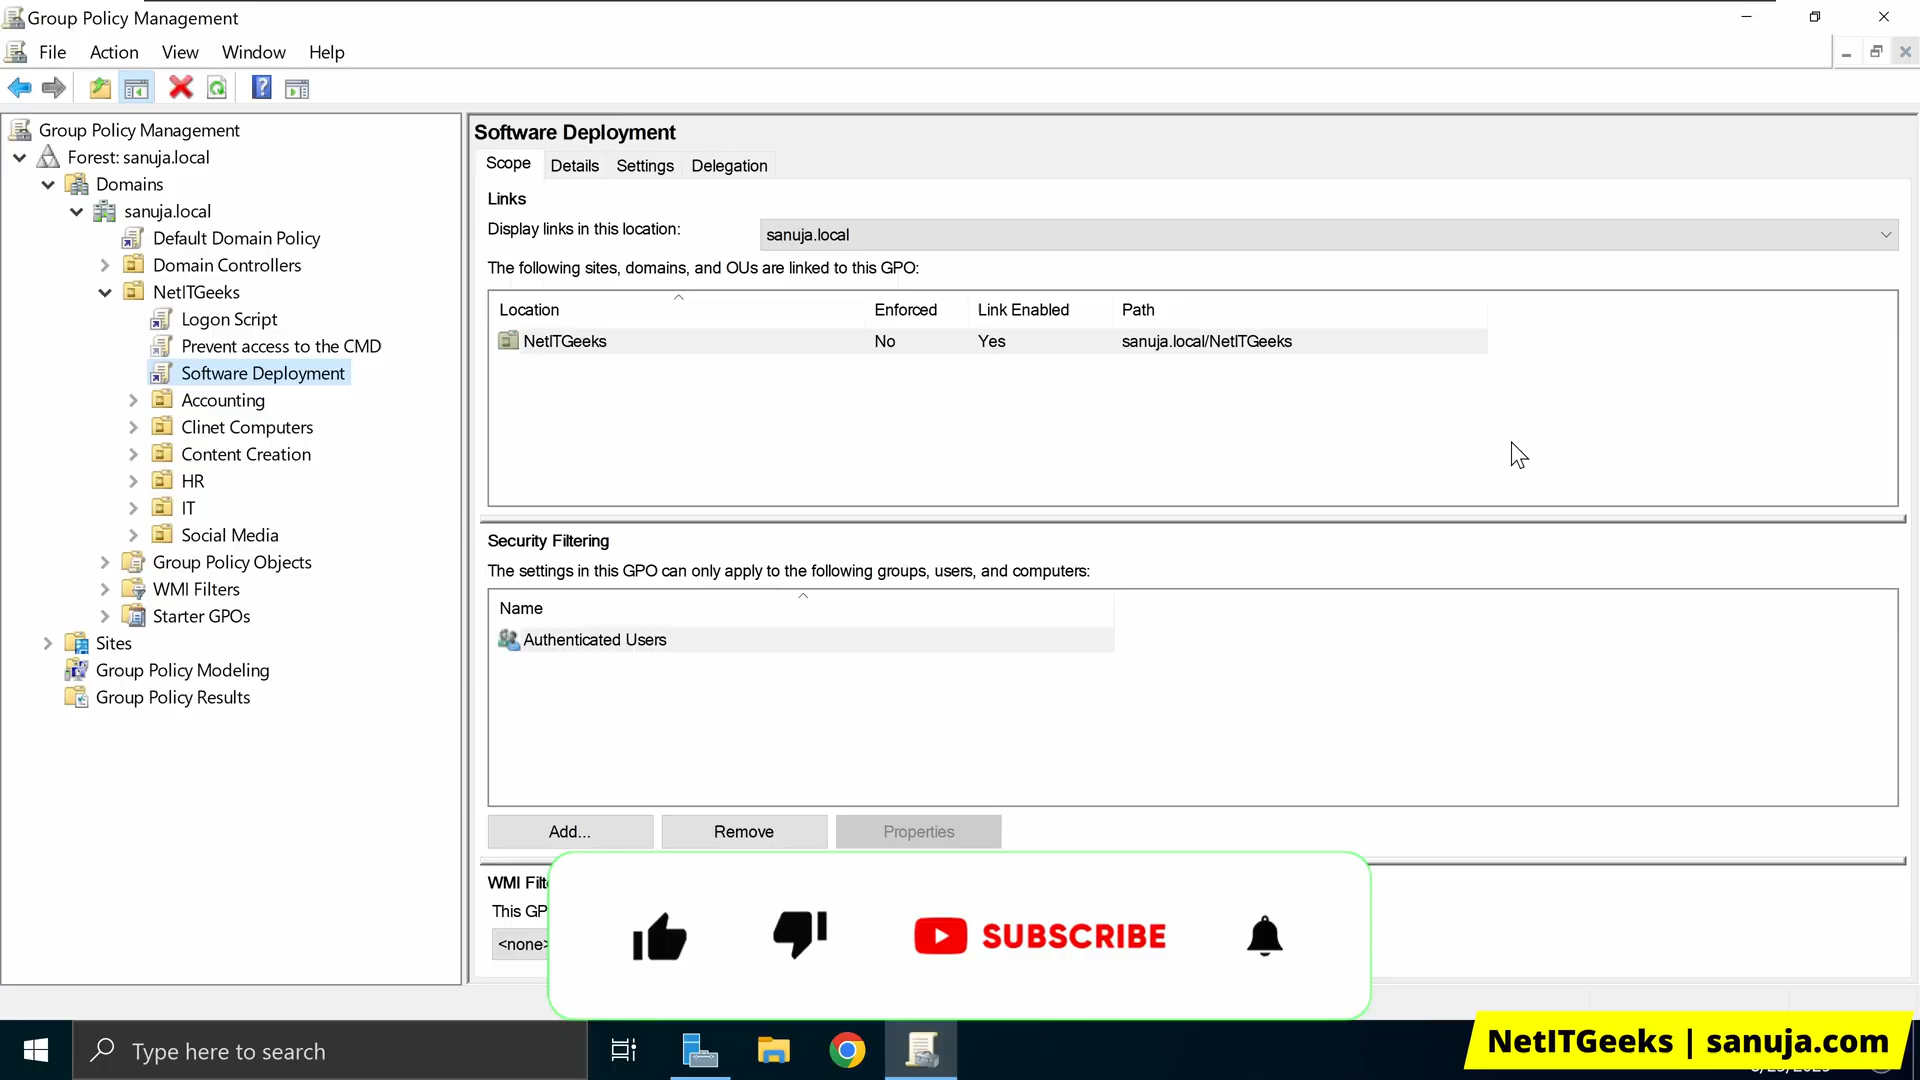 Group Policy Management
File Action View Window Help
Group Policy Management
Forest: sanuja.local
Domains
sanuja.local
Default Domain Policy
Domain Controllers
NetITGeeks
Logon Script
Prevent access to the CMD
Software Deployment
Accounting
Clinet Computers
Content Creation
HR
IT
Social Media
Group Policy Objects
WMI Filters
Starter GPOs
Sites
Group Policy Modeling
Group Policy Results
Software Deployment
Scope Details Settings Delegation
Links
Display links in this location: sanuja.local
The following sites, domains, and OUs are linked to this GPO:
Location Enforced Link Enabled Path
NetITGeeks No Yes sanuja.local/NetITGeeks
Security Filtering
The settings in this GPO can only apply to the following groups, users, and computers:
Name
Authenticated Users
Add... Remove Properties
WMI
This
<none>
SUBSCRIBE
Type here to search
NetITGeeks | sanuja.com